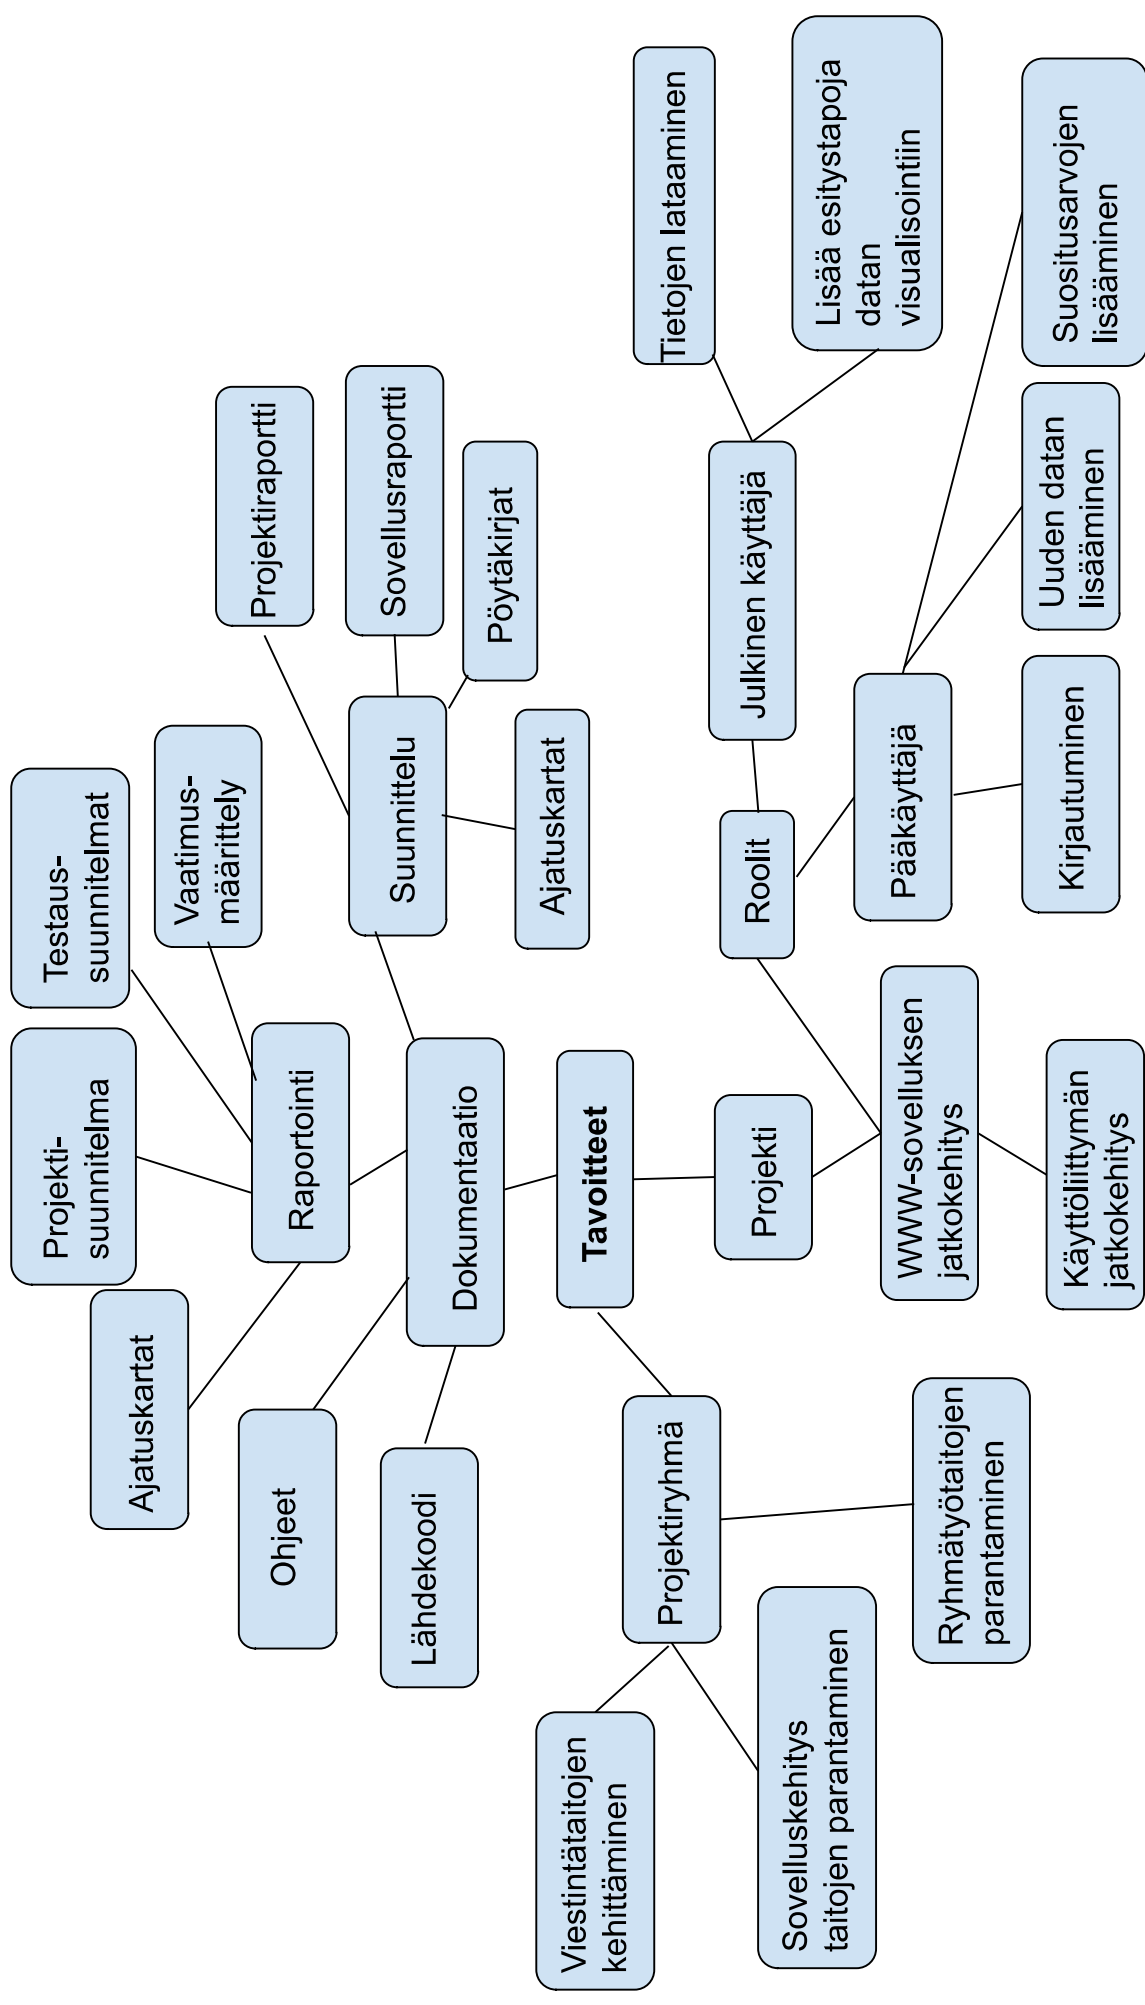 Ajatuskartat
Projekti-
suunnitelma
Testaus-
suunnitelmat
Vaatimus-
määrittely
Projektiraportti
Ohjeet
Raportointi
Suunnittelu
Sovellusraportti
Lähdekoodi
Dokumentaatio
Ajatuskartat
Pöytäkirjat
Viestintätaitojen
kehittäminen
Tavoitteet
Projektiryhmä
Projekti
Roolit
Julkinen käyttäjä
Tietojen lataaminen
Sovelluskehitys
taitojen parantaminen
Lisää esitystapoja
datan
visualisointiin
Ryhmätyötaitojen
parantaminen
WWW-sovelluksen
jatkokehitys
Pääkäyttäjä
Käyttöliittymän
jatkokehitys
Kirjautuminen
Uuden datan
lisääminen
Suositusarvojen
lisääminen